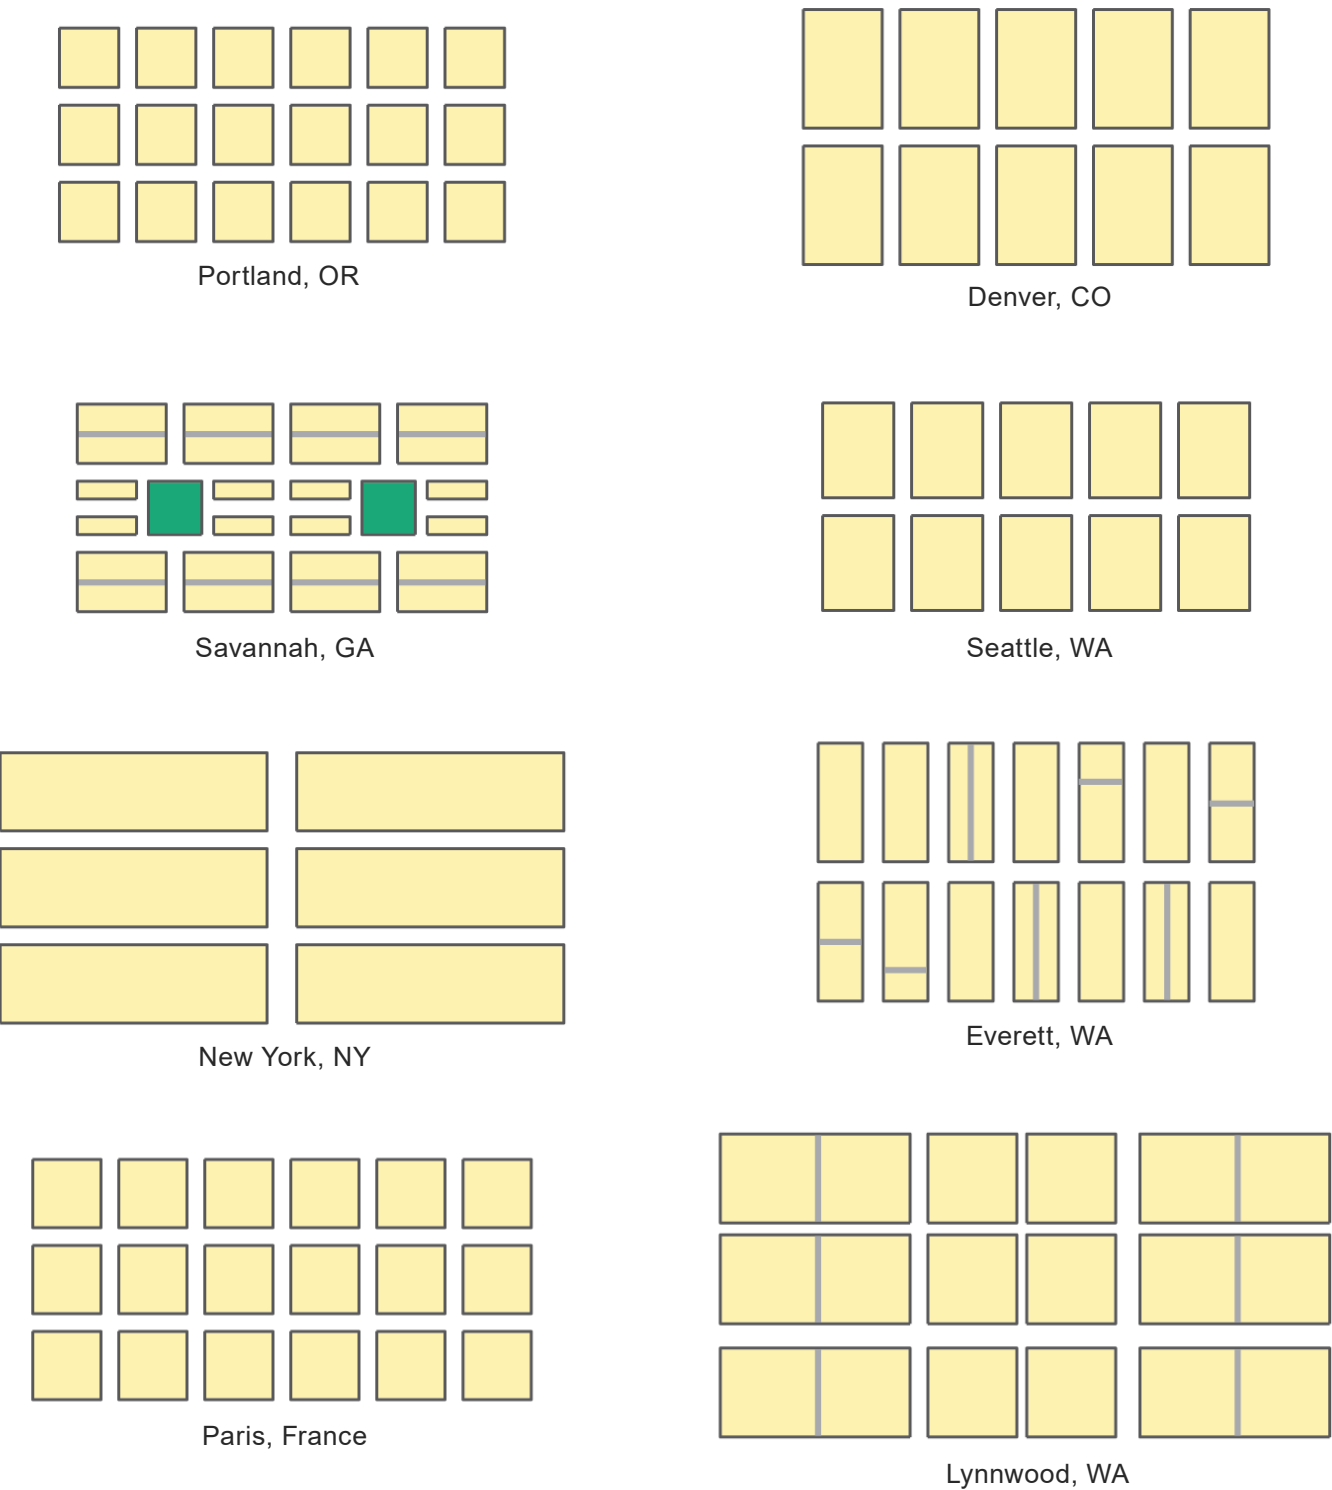 Portland, OR
Denver, CO
Savannah, GA
Seattle, WA
New York, NY
Everett, WA
Paris, France
Lynnwood, WA